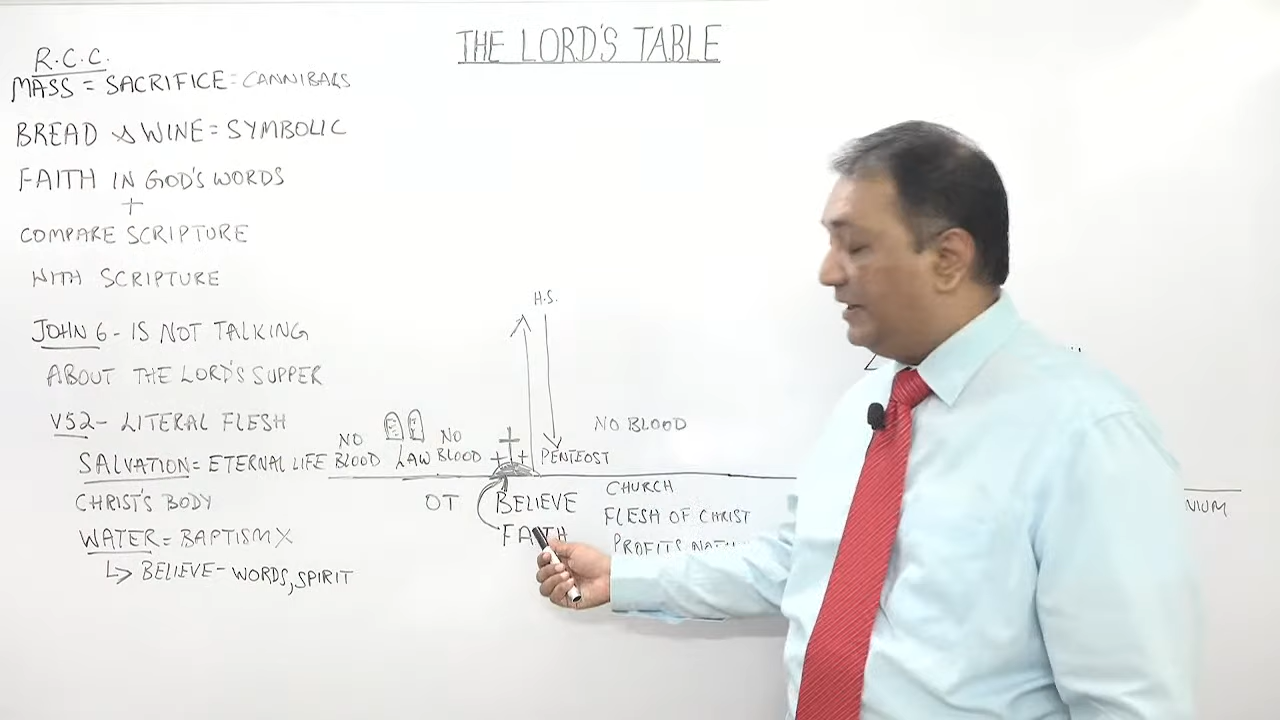 THE LORD'S TABLE
R.C.C.
MASS = SACRIFICE = CANNIBALS
BREAD & WINE = SYMBOLIC
FAITH IN GOD'S WORDS
+
COMPARE SCRIPTURE
WITH SCRIPTURE
JOHN 6 - IS NOT TALKING
ABOUT THE LORD'S SUPPER
V52 - LITERAL FLESH
SALVATION = ETERNAL LIFE
CHRIST'S BODY
WATER = BAPTISM X
↳ BELIEVE - WORDS, SPIRIT
H.S.
NO BLOOD
LAW
NO BLOOD
PENTEOST
NO BLOOD
OT
BELIEVE
FAITH
CHURCH
FLESH OF CHRIST
PROFITS